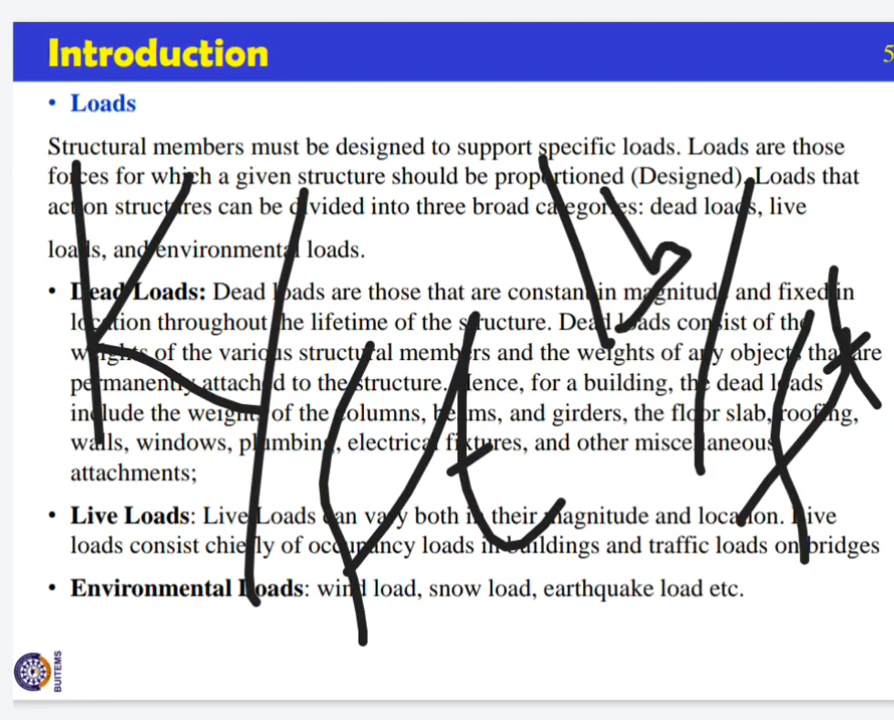 Introduction
5
• Loads
Structural members must be designed to support specific loads. Loads are those
forces for which a given structure should be proportioned (Designed). Loads that
act on structures can be divided into three broad categories: dead loads, live
loads, and environmental loads.
• Dead Loads: Dead loads are those that are constant in magnitude and fixed in
location throughout the lifetime of the structure. Dead loads consist of the
weights of the various structural members and the weights of any objects that are
permanently attached to the structure. Hence, for a building, the dead loads
include the weights of the columns, beams, and girders, the floor slab, roofing,
walls, windows, plumbing, electrical fixtures, and other miscellaneous
attachments;
• Live Loads: Live Loads can vary both in their magnitude and location. Live
loads consist chiefly of occupancy loads in buildings and traffic loads on bridges
• Environmental Loads: wind load, snow load, earthquake load etc.
BUITEMS